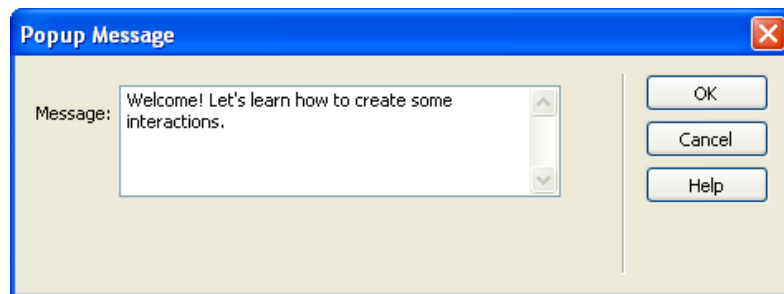 Popup Message
Message:
Welcome! Let's learn how to create some
interactions.
OK
Cancel
Help